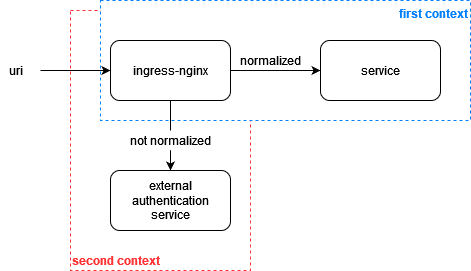 first context
uri
ingress-nginx
normalized
service
not normalized
external
authentication
service
second context